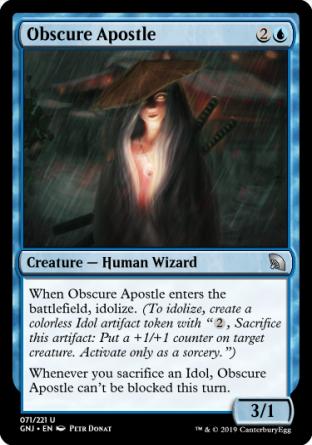 Obscure Apostle 2
Creature — Human Wizard
When Obscure Apostle enters the
battlefield, idolize. (To idolize, create a
colorless Idol artifact token with “2, Sacrifice
this artifact: Put a +1/+1 counter on target
creature. Activate only as a sorcery.”)
Whenever you sacrifice an Idol, Obscure
Apostle can't be blocked this turn.
3/1
071/221 U
GNJ • EN Petr Donat
™ & © 2019 CanterburyEgg